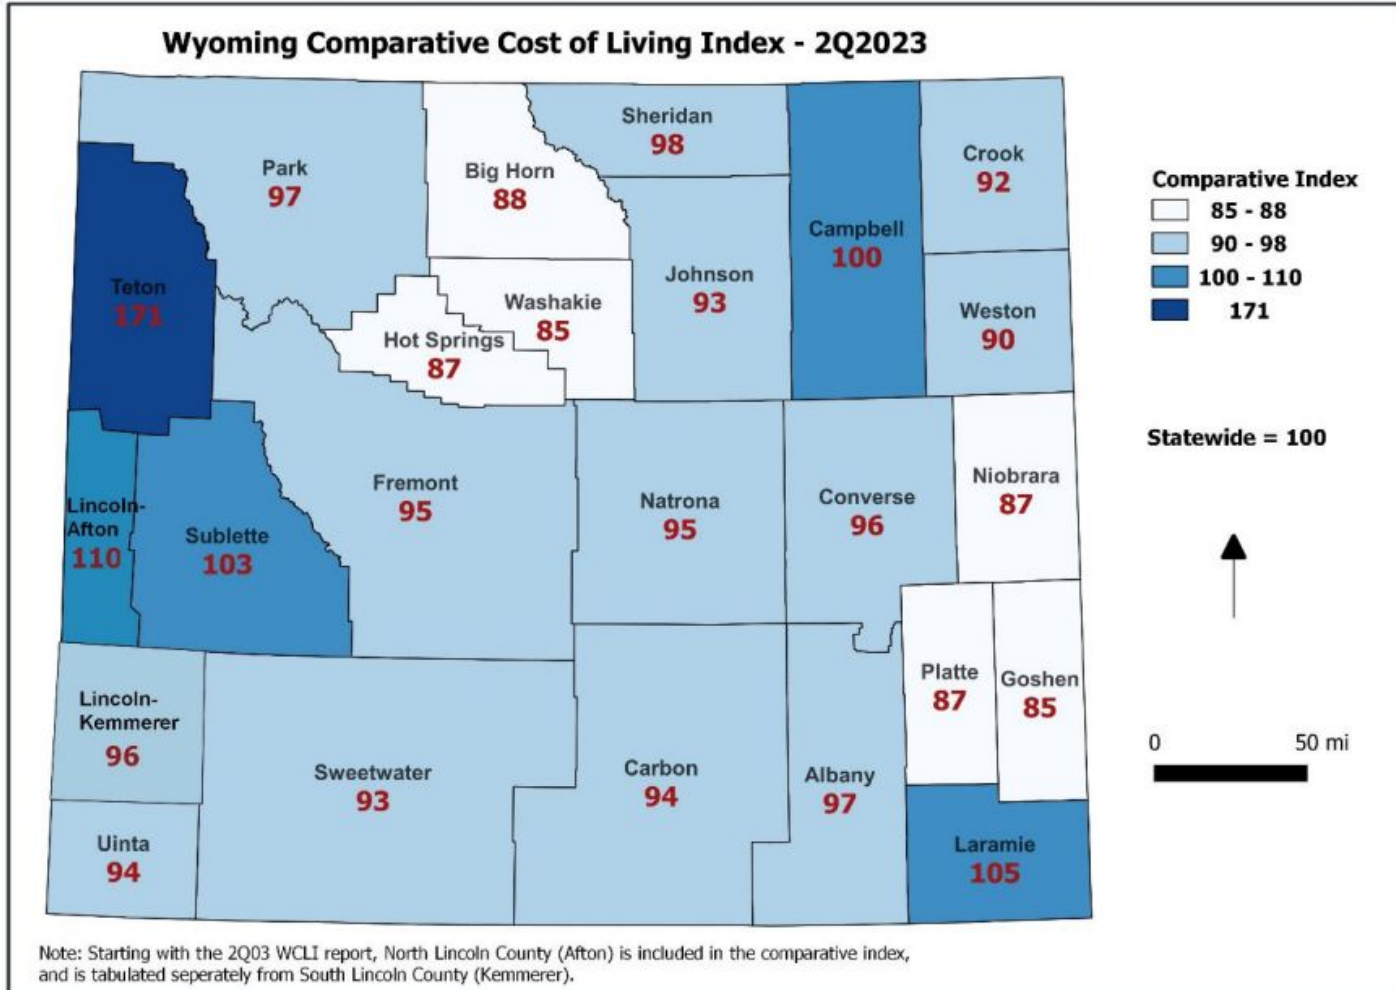 Wyoming Comparative Cost of Living Index - 2Q2023
Sheridan
98
Park
97
Big Horn
88
Crook
92
Campbell
100
Teton
171
Johnson
93
Washakie
85
Weston
90
Hot Springs
87
Lincoln-
Afton
110
Sublette
103
Fremont
95
Natrona
95
Converse
96
Niobrara
87
Platte
87
Goshen
85
Lincoln-
Kemmerer
96
Sweetwater
93
Carbon
94
Albany
97
Uinta
94
Laramie
105
Comparative Index
85 - 88
90 - 98
100 - 110
171
Statewide = 100
0 50 mi
Note: Starting with the 2Q03 WCLI report, North Lincoln County (Afton) is included in the comparative index,
and is tabulated seperately from South Lincoln County (Kemmerer).